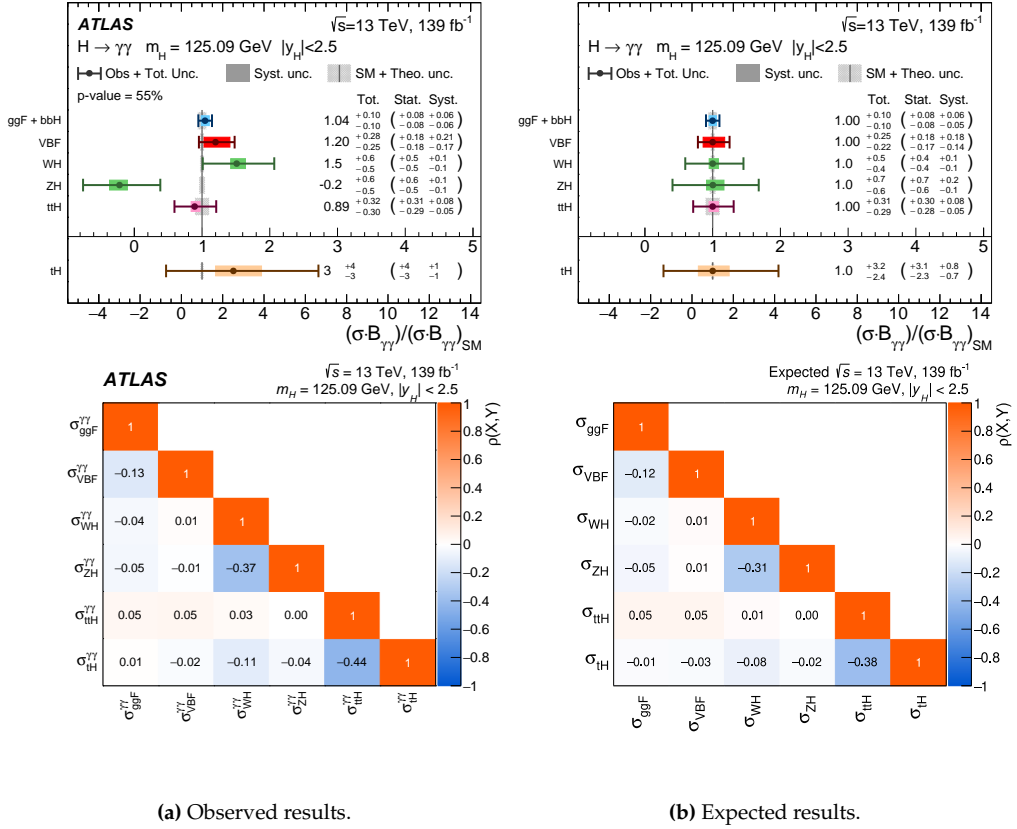 ATLAS √s=13 TeV, 139 fb⁻¹
H → γγ m_H = 125.09 GeV |y_H|<2.5
Obs + Tot. Unc. Syst. unc. SM + Theo. unc.
p-value = 55% Tot. Stat. Syst.
ggF + bbH 1.04 +0.10 −0.10 ( +0.08 −0.08 +0.06 −0.05 )
VBF 1.20 +0.28 −0.25 ( +0.18 −0.18 +0.21 −0.17 )
WH 1.5 +0.6 −0.5 ( +0.5 −0.5 +0.1 −0.1 )
ZH -0.2 +0.6 −0.5 ( +0.6 −0.5 +0.1 −0.1 )
ttH 0.89 +0.32 −0.30 ( +0.31 −0.29 +0.08 −0.05 )
0 1 2 3 4 5
tH 3 +4 −3 ( +4 −3 +1 −1 )
−4 −2 0 2 4 6 8 10 12 14
(σ·B_γγ)/(σ·B_γγ)_SM
√s=13 TeV, 139 fb⁻¹
H → γγ m_H = 125.09 GeV |y_H|<2.5
Obs + Tot. Unc. Syst. unc. SM + Theo. unc.
Tot. Stat. Syst.
ggF + bbH 1.00 +0.10 −0.10 ( +0.08 −0.08 +0.06 −0.05 )
VBF 1.00 +0.25 −0.22 ( +0.18 −0.17 +0.18 −0.14 )
WH 1.0 +0.5 −0.4 ( +0.4 −0.4 +0.1 −0.1 )
ZH 1.0 +0.7 −0.6 ( +0.7 −0.6 +0.2 −0.1 )
ttH 1.00 +0.31 −0.29 ( +0.30 −0.28 +0.08 −0.05 )
0 1 2 3 4 5
tH 1.0 +3.2 −2.4 ( +3.1 −2.3 +0.8 −0.7 )
−4 −2 0 2 4 6 8 10 12 14
(σ·B_γγ)/(σ·B_γγ)_SM
ATLAS √s = 13 TeV, 139 fb⁻¹
m_H = 125.09 GeV, |y_H| < 2.5
σ^γγ_ggF 1
σ^γγ_VBF −0.13 1
σ^γγ_WH −0.04 0.01 1
σ^γγ_ZH −0.05 −0.01 −0.37 1
σ^γγ_ttH 0.05 0.05 0.03 0.00 1
σ^γγ_tH 0.01 −0.02 −0.11 −0.04 −0.44 1
σ^γγ_ggF σ^γγ_VBF σ^γγ_WH σ^γγ_ZH σ^γγ_ttH σ^γγ_tH
1
0.8
0.6
0.4
0.2
0
−0.2
−0.4
−0.6
−0.8
−1
ρ(X,Y)
Expected √s = 13 TeV, 139 fb⁻¹
m_H = 125.09 GeV, |y_H| < 2.5
σ_ggF 1
σ_VBF −0.12 1
σ_WH −0.02 0.01 1
σ_ZH −0.05 0.01 −0.31 1
σ_ttH 0.05 0.05 0.01 0.00 1
σ_tH −0.01 −0.03 −0.08 −0.02 −0.38 1
σ_ggF σ_VBF σ_WH σ_ZH σ_ttH σ_tH
1
0.8
0.6
0.4
0.2
0
−0.2
−0.4
−0.6
−0.8
−1
ρ(X,Y)
(a) Observed results.
(b) Expected results.